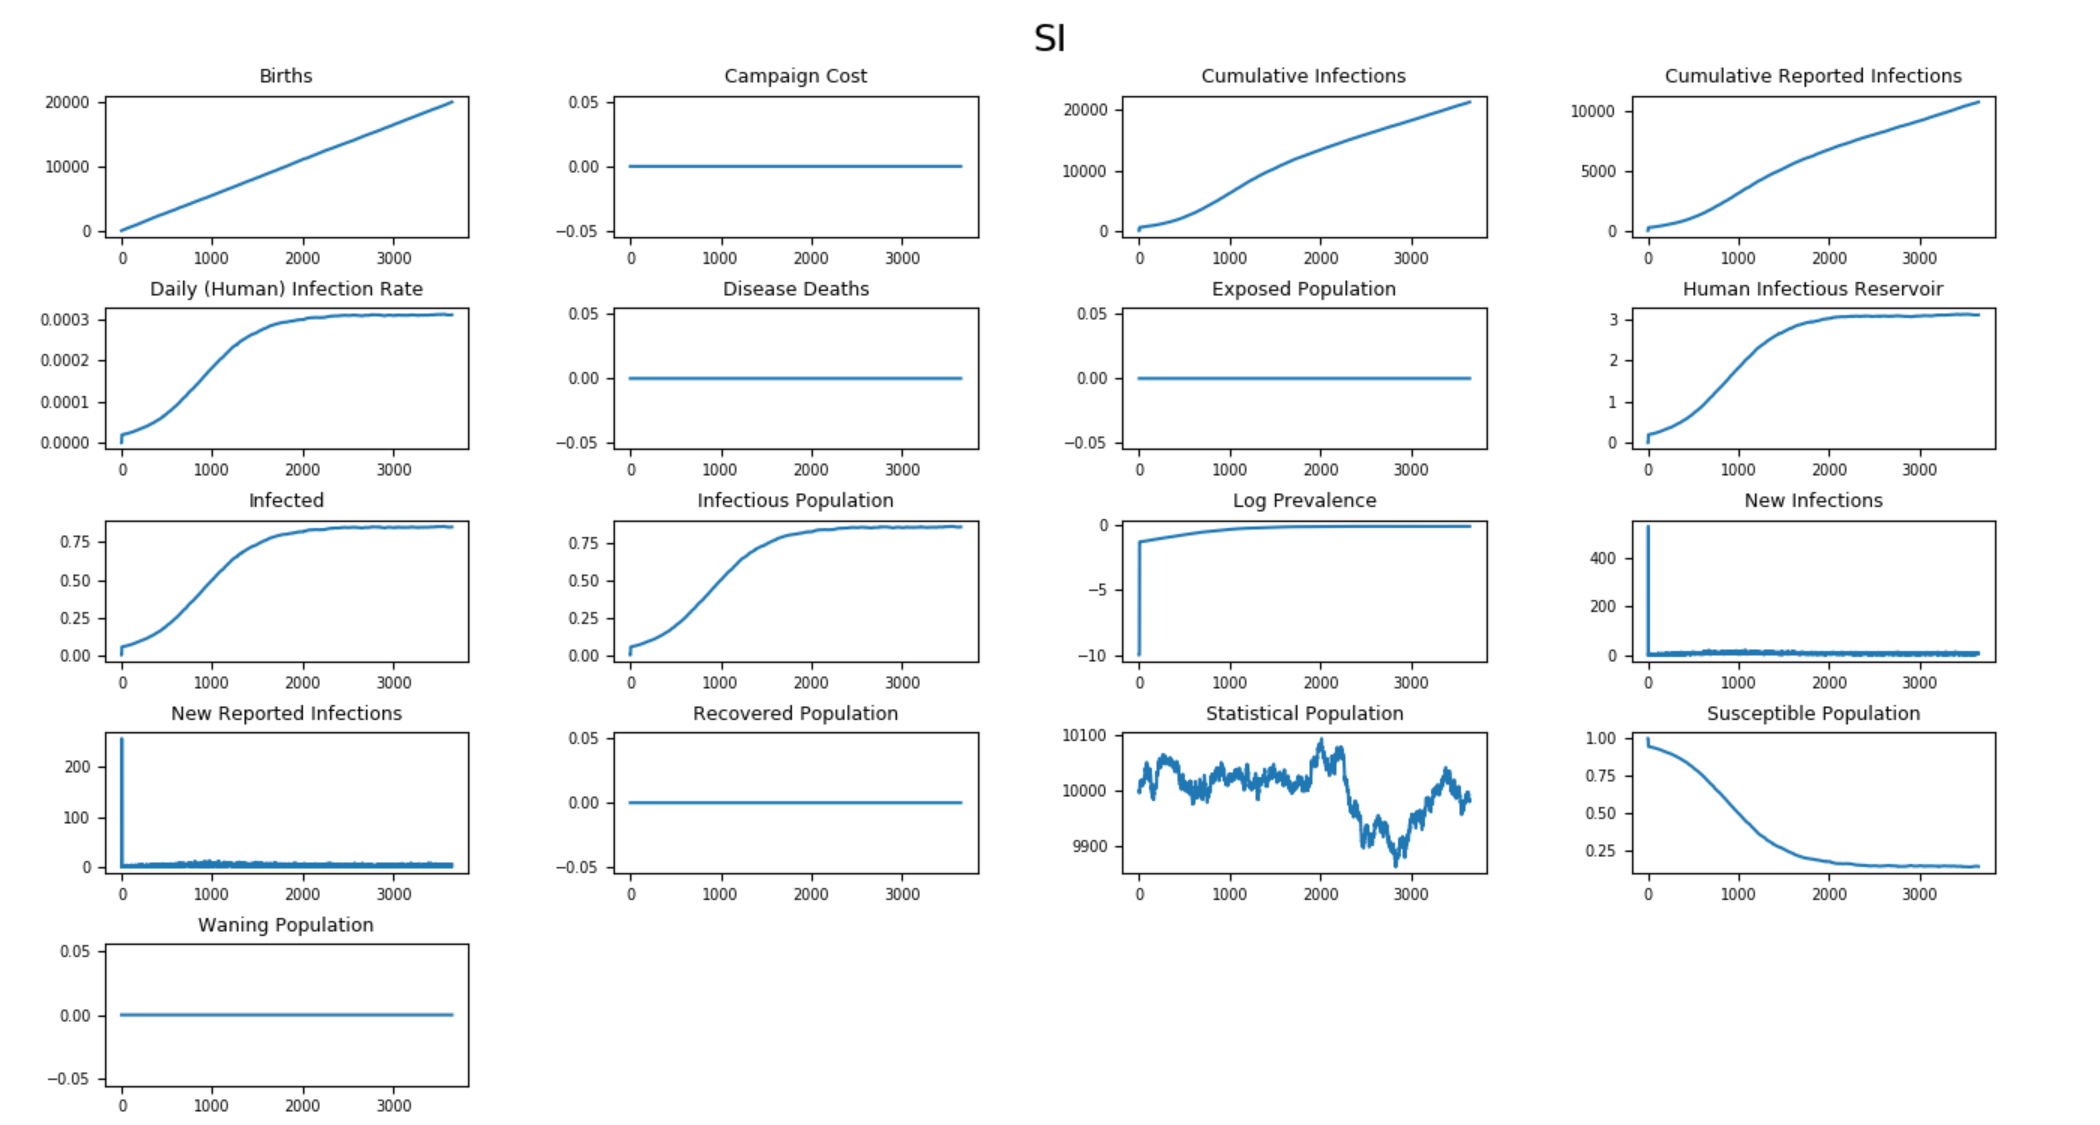 SI
Births
20000
10000
0
0 1000 2000 3000
Campaign Cost
0.05
0.00
−0.05
0 1000 2000 3000
Cumulative Infections
20000
10000
0
0 1000 2000 3000
Cumulative Reported Infections
10000
5000
0
0 1000 2000 3000
Daily (Human) Infection Rate
0.0003
0.0002
0.0001
0.0000
0 1000 2000 3000
Disease Deaths
0.05
0.00
−0.05
0 1000 2000 3000
Exposed Population
0.05
0.00
−0.05
0 1000 2000 3000
Human Infectious Reservoir
3
2
1
0
0 1000 2000 3000
Infected
0.75
0.50
0.25
0.00
0 1000 2000 3000
Infectious Population
0.75
0.50
0.25
0.00
0 1000 2000 3000
Log Prevalence
0
−5
−10
0 1000 2000 3000
New Infections
400
200
0
0 1000 2000 3000
New Reported Infections
200
100
0
0 1000 2000 3000
Recovered Population
0.05
0.00
−0.05
0 1000 2000 3000
Statistical Population
10100
10000
9900
0 1000 2000 3000
Susceptible Population
1.00
0.75
0.50
0.25
0 1000 2000 3000
Waning Population
0.05
0.00
−0.05
0 1000 2000 3000